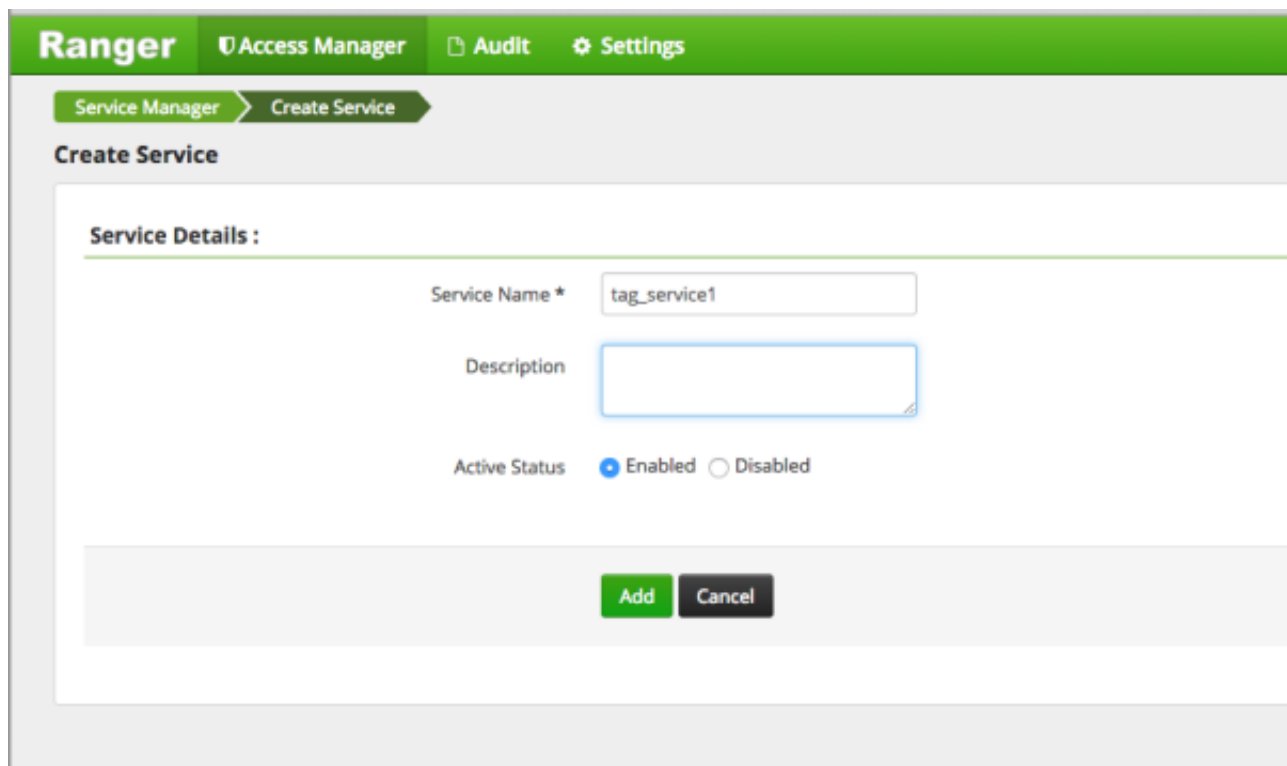 Ranger Access Manager Audit Settings
Service Manager Create Service
Create Service
Service Details :
Service Name * tag_service1
Description
Active Status Enabled Disabled
Add Cancel